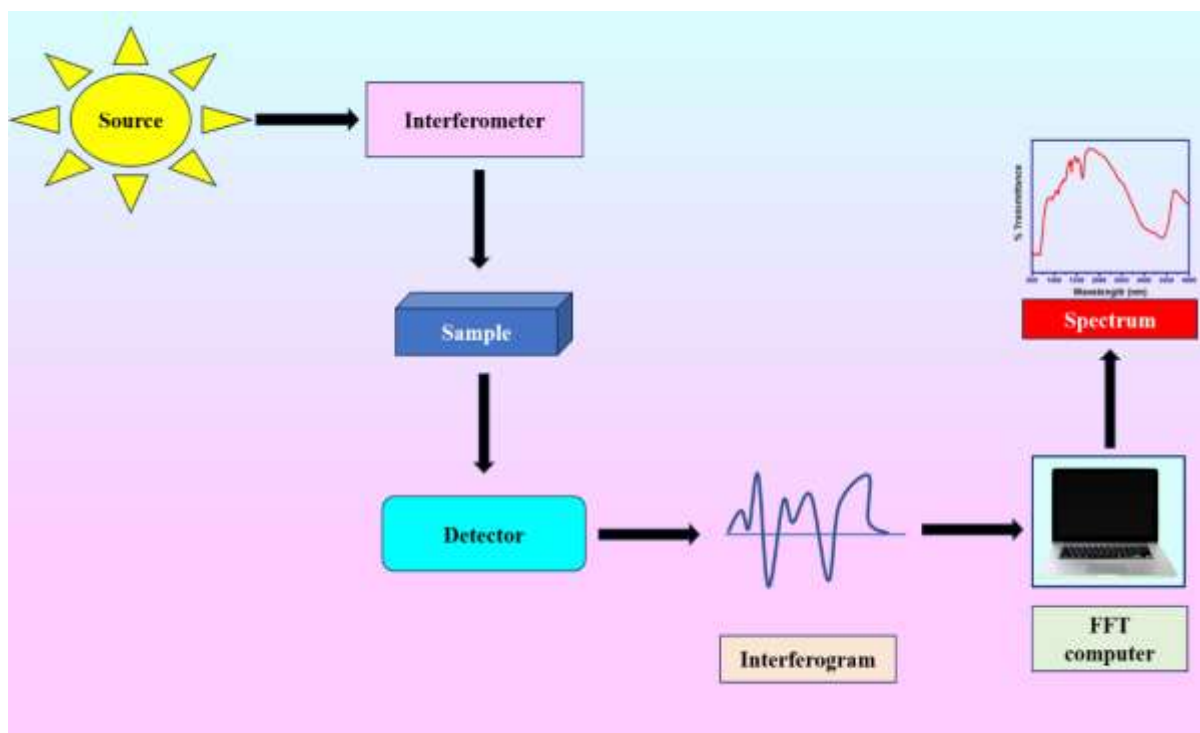 Source
Interferometer
% Transmittance
Wavelength (nm)
Sample
Spectrum
Detector
Interferogram
FFT
computer